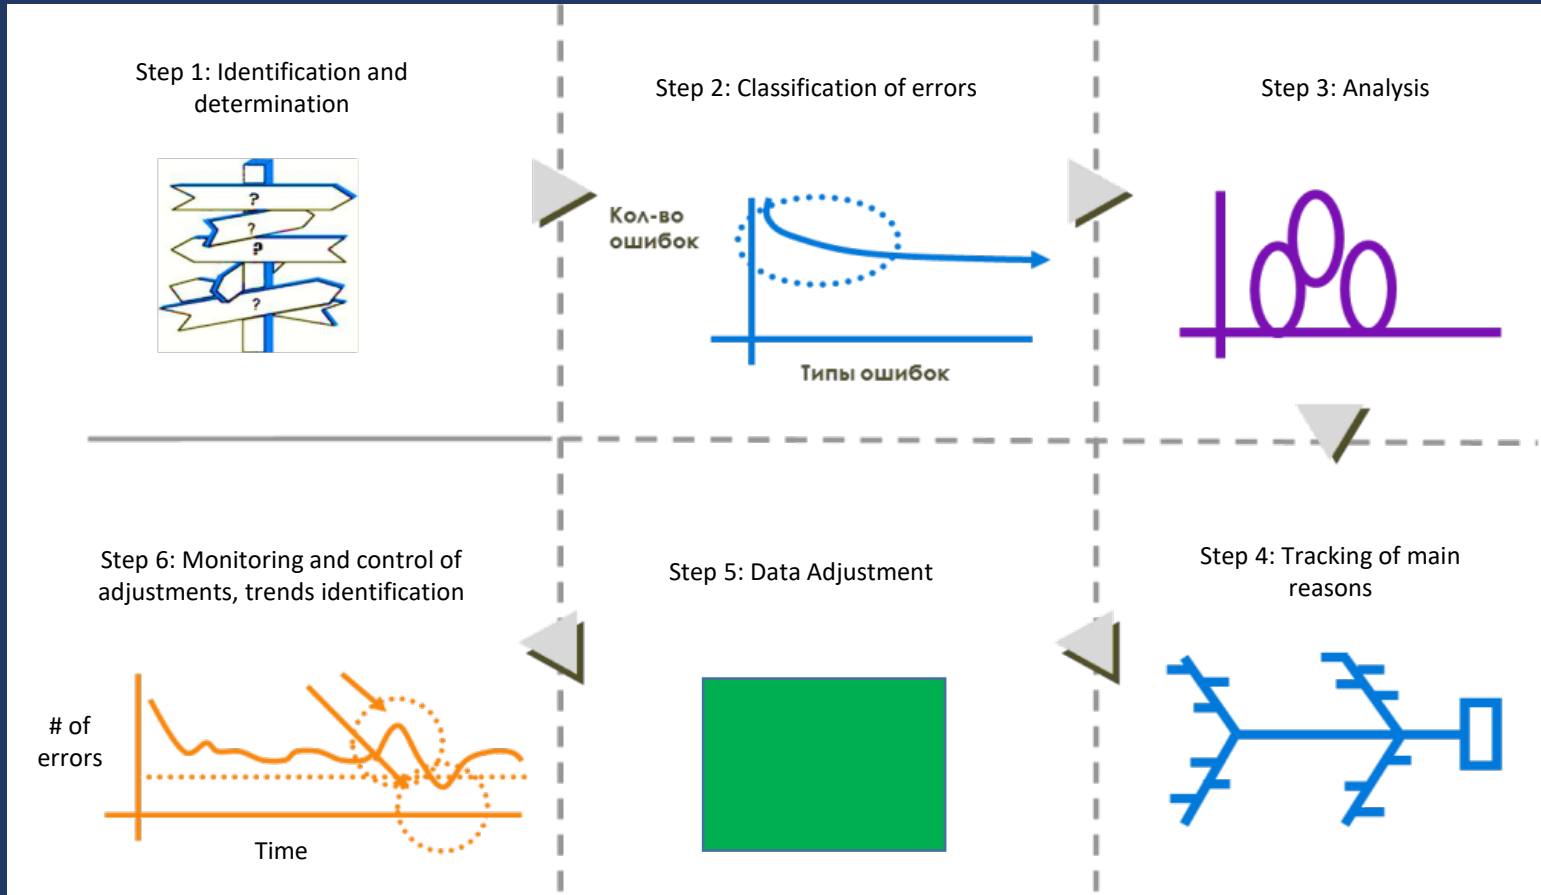 Step 1: Identification and
determination
?
?
?
?
Step 2: Classification of errors
Кол-во
ошибок
Типы ошибок
Step 3: Analysis
Step 4: Tracking of main
reasons
Step 5: Data Adjustment
Step 6: Monitoring and control of
adjustments, trends identification
# of
errors
Time